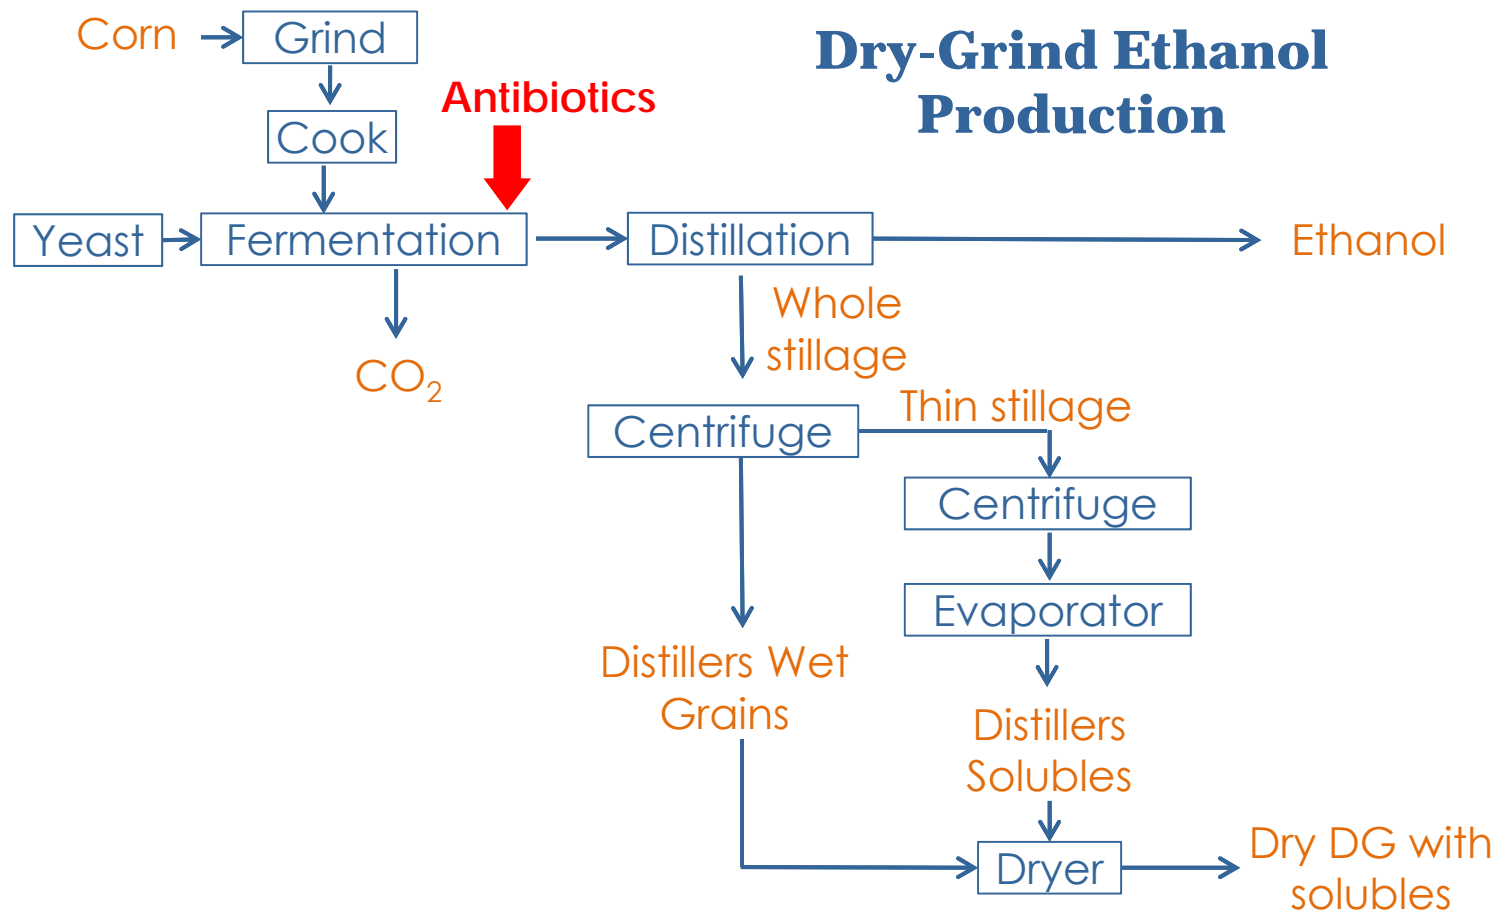 Corn
Grind
Dry-Grind Ethanol
Production
Antibiotics
Cook
Yeast
Fermentation
Distillation
Ethanol
Whole
stillage
CO₂
Thin stillage
Centrifuge
Centrifuge
Evaporator
Distillers Wet
Grains
Distillers
Solubles
Dryer
Dry DG with
solubles